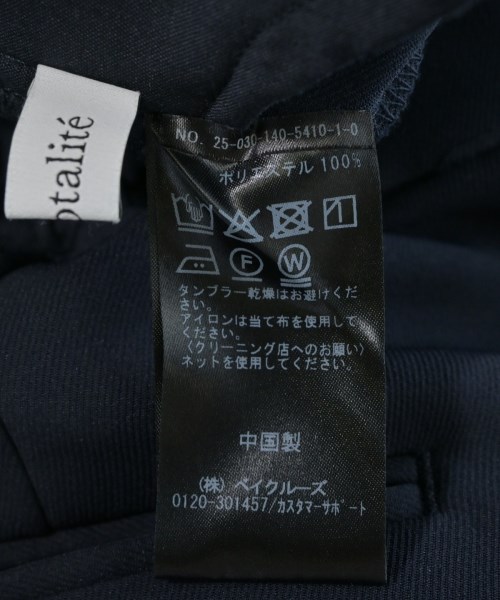 otalité
NO. 25-030-140-5410-1-0
ポリエステル 100%
F
W
タンブラー乾燥はお避けくだ
さい。
アイロンは当て布を使用して
ください。
〈クリーニング店へのお願い〉
ネットを使用してください。
中国製
(株) ベイクルーズ
0120-301457/カスタマーサポート